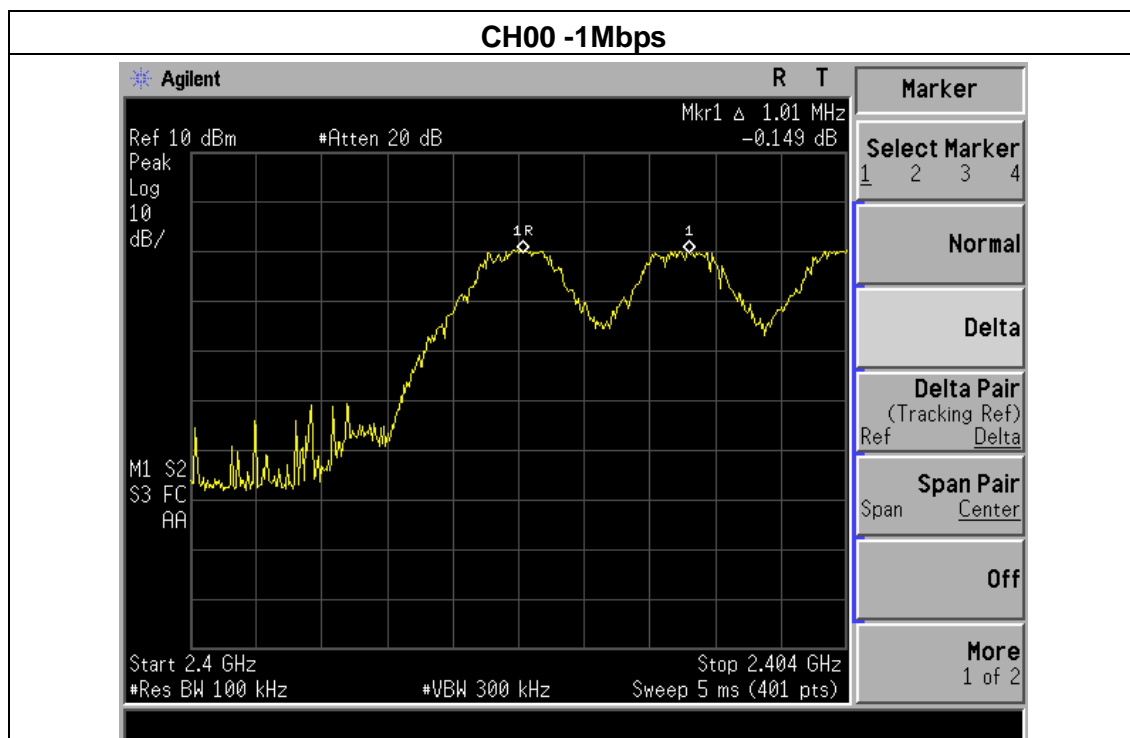 CH00 -1Mbps
Agilent R T
Mkr1 Δ 1.01 MHz
Ref 10 dBm #Atten 20 dB -0.149 dB
Peak
Log
10
dB/
1R 1
M1 S2
S3 FC
AA
Start 2.4 GHz Stop 2.404 GHz
#Res BW 100 kHz #VBW 300 kHz Sweep 5 ms (401 pts)
Marker
Select Marker
1 2 3 4
Normal
Delta
Delta Pair
(Tracking Ref)
Ref Delta
Span Pair
Span Center
Off
More
1 of 2